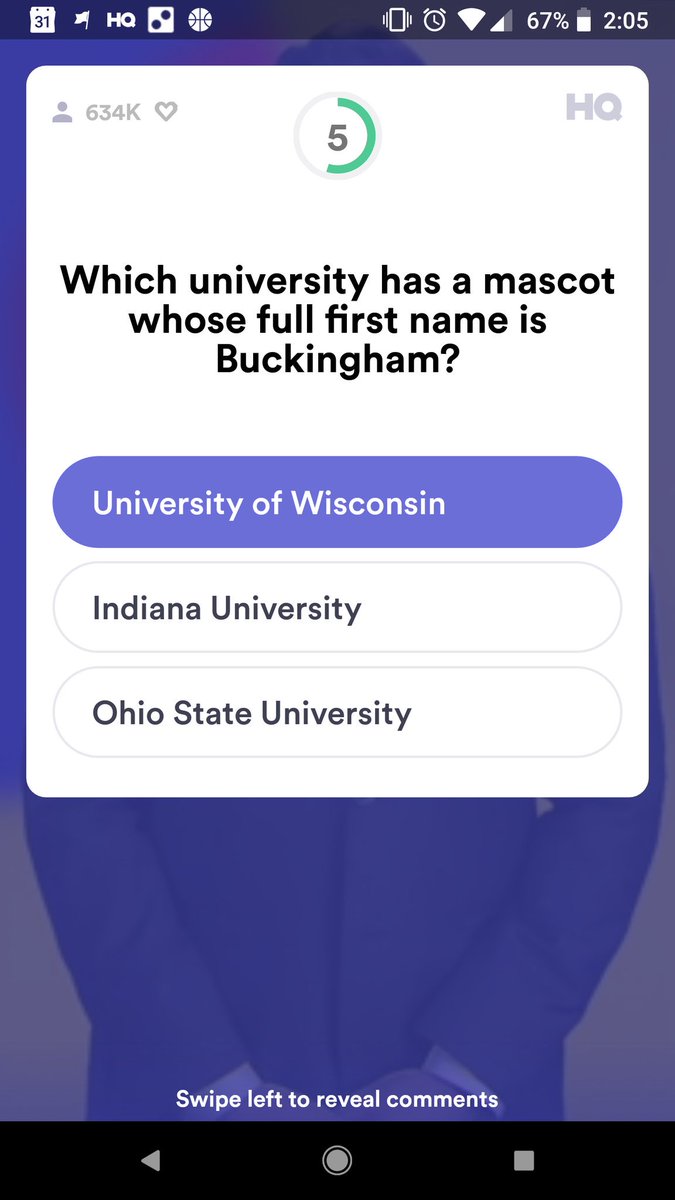 31 HQ 67% 2:05
634K 5 HQ
Which university has a mascot
whose full first name is
Buckingham?
University of Wisconsin
Indiana University
Ohio State University
Swipe left to reveal comments